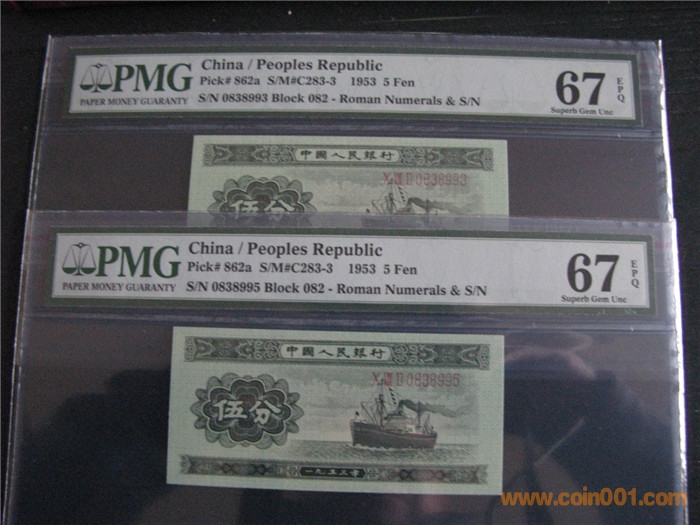 PMG
PAPER MONEY GUARANTY
China / Peoples Republic
Pick# 862a S/M#C283-3 1953 5 Fen
S/N 0838993 Block 082 - Roman Numerals & S/N
67 EPQ
Superb Gem Unc
中國人民銀行
0838993
伍分
PMG
PAPER MONEY GUARANTY
China / Peoples Republic
Pick# 862a S/M#C283-3 1953 5 Fen
S/N 0838995 Block 082 - Roman Numerals & S/N
67 EPQ
Superb Gem Unc
中國人民銀行
0838995
伍分
一九五三年
www.coin001.com